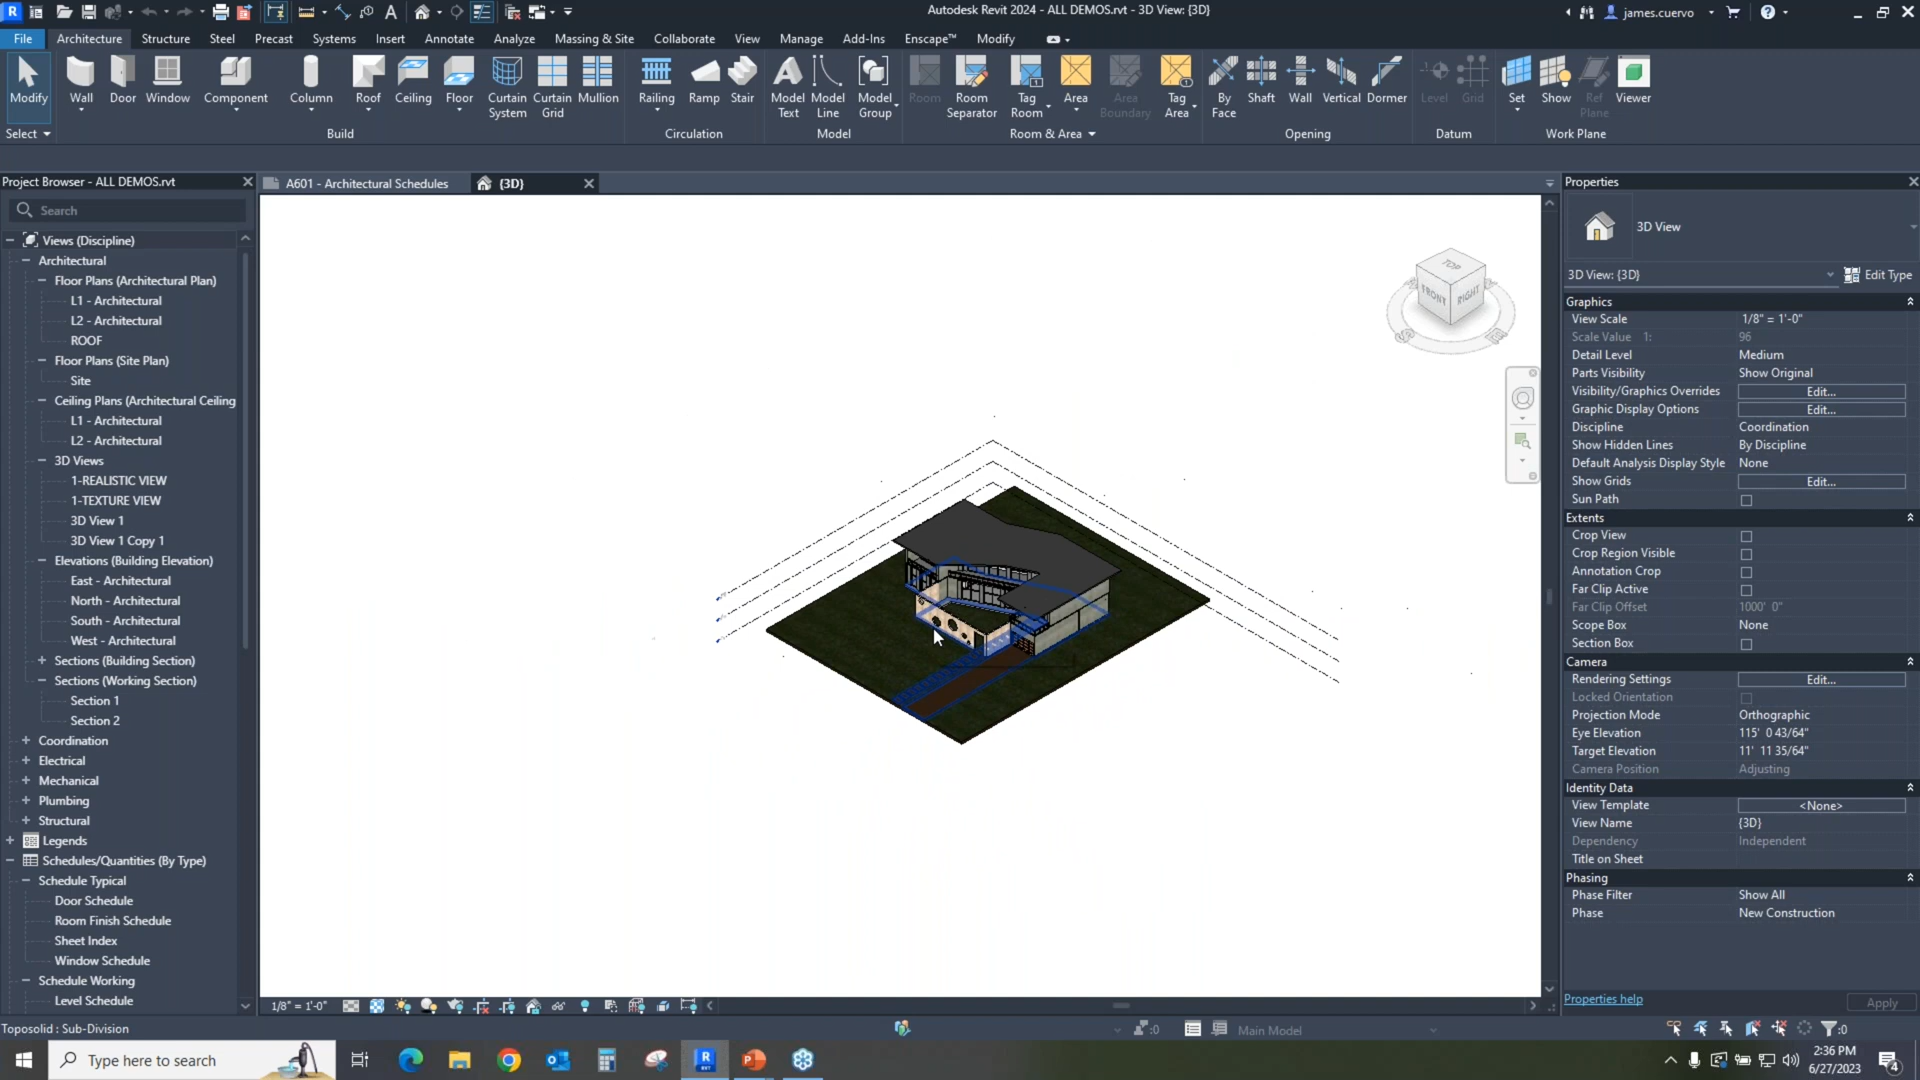 Autodesk Revit 2024 - ALL DEMOS.rvt - 3D View: {3D}
james.cuervo
File Architecture Structure Steel Precast Systems Insert Annotate Analyze Massing & Site Collaborate View Manage Add-Ins Enscape™ Modify
Modify Wall Door Window Component Column Roof Ceiling Floor Curtain System Curtain Grid Mullion Railing Ramp Stair Model Text Model Line Model Group Room Room Separator Tag Room Area Area Boundary Tag Area By Face Shaft Wall Vertical Dormer Level Grid Set Show Ref Plane Viewer
Select Build Circulation Model Room & Area Opening Datum Work Plane
Project Browser - ALL DEMOS.rvt
Search
Views (Discipline)
Architectural
Floor Plans (Architectural Plan)
L1 - Architectural
L2 - Architectural
ROOF
Floor Plans (Site Plan)
Site
Ceiling Plans (Architectural Ceiling
L1 - Architectural
L2 - Architectural
3D Views
1-REALISTIC VIEW
1-TEXTURE VIEW
3D View 1
3D View 1 Copy 1
Elevations (Building Elevation)
East - Architectural
North - Architectural
South - Architectural
West - Architectural
Sections (Building Section)
Sections (Working Section)
Section 1
Section 2
Coordination
Electrical
Mechanical
Plumbing
Structural
Legends
Schedules/Quantities (By Type)
Schedule Typical
Door Schedule
Room Finish Schedule
Sheet Index
Window Schedule
Schedule Working
Level Schedule
A601 - Architectural Schedules
{3D}
TOP
FRONT
RIGHT
Properties
3D View
3D View: {3D}
Edit Type
Graphics
View Scale 1/8" = 1'-0"
Scale Value 1: 96
Detail Level Medium
Parts Visibility Show Original
Visibility/Graphics Overrides Edit...
Graphic Display Options Edit...
Discipline Coordination
Show Hidden Lines By Discipline
Default Analysis Display Style None
Show Grids Edit...
Sun Path
Extents
Crop View
Crop Region Visible
Annotation Crop
Far Clip Active
Far Clip Offset 1000' 0"
Scope Box None
Section Box
Camera
Rendering Settings Edit...
Locked Orientation
Projection Mode Orthographic
Eye Elevation 115' 0 43/64"
Target Elevation 11' 11 35/64"
Camera Position Adjusting
Identity Data
View Template <None>
View Name {3D}
Dependency Independent
Title on Sheet
Phasing
Phase Filter Show All
Phase New Construction
Properties help
Apply
1/8" = 1'-0"
Toposolid : Sub-Division
:0
Main Model
:0
Type here to search
2:36 PM
6/27/2023
4